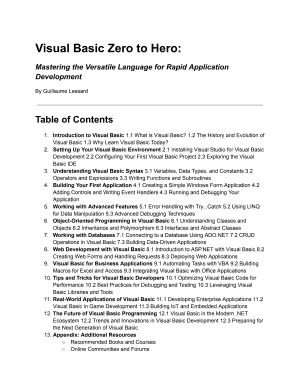 Visual Basic Zero to Hero:
Mastering the Versatile Language for Rapid Application
Development
By Guillaume Lessard
Table of Contents
1. Introduction to Visual Basic 1.1 What is Visual Basic? 1.2 The History and Evolution
of Visual Basic 1.3 Why Learn Visual Basic Today?
2. Setting Up Your Visual Basic Environment 2.1 Installing Visual Studio for Visual Basic
Development 2.2 Configuring Your First Visual Basic Project 2.3 Exploring the Visual
Basic IDE
3. Understanding Visual Basic Syntax 3.1 Variables, Data Types, and Constants 3.2
Operators and Expressions 3.3 Writing Functions and Subroutines
4. Building Your First Application 4.1 Creating a Simple Windows Form Application 4.2
Adding Controls and Writing Event Handlers 4.3 Running and Debugging Your
Application
5. Working with Advanced Features 5.1 Error Handling with Try...Catch 5.2 Using LINQ
for Data Manipulation 5.3 Advanced Debugging Techniques
6. Object-Oriented Programming in Visual Basic 6.1 Understanding Classes and
Objects 6.2 Inheritance and Polymorphism 6.3 Interfaces and Abstract Classes
7. Working with Databases 7.1 Connecting to a Database Using ADO.NET 7.2 CRUD
Operations in Visual Basic 7.3 Building Data-Driven Applications
8. Web Development with Visual Basic 8.1 Introduction to ASP.NET with Visual Basic 8.2
Creating Web Forms and Handling Requests 8.3 Deploying Web Applications
9. Visual Basic for Business Applications 9.1 Automating Tasks with VBA 9.2 Building
Macros for Excel and Access 9.3 Integrating Visual Basic with Office Applications
10. Tips and Tricks for Visual Basic Developers 10.1 Optimizing Visual Basic Code for
Performance 10.2 Best Practices for Debugging and Testing 10.3 Leveraging Visual
Basic Libraries and Tools
11. Real-World Applications of Visual Basic 11.1 Developing Enterprise Applications 11.2
Visual Basic in Game Development 11.3 Building IoT and Embedded Applications
12. The Future of Visual Basic Programming 12.1 Visual Basic in the Modern .NET
Ecosystem 12.2 Trends and Innovations in Visual Basic Development 12.3 Preparing for
the Next Generation of Visual Basic
13. Appendix: Additional Resources
○ Recommended Books and Courses
○ Online Communities and Forums